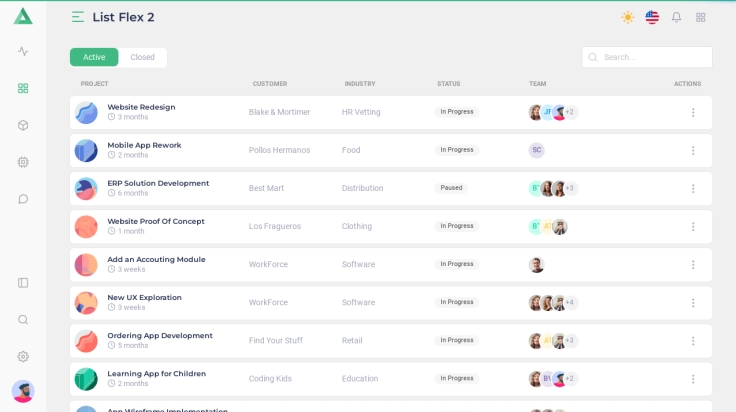 List Flex 2
Active Closed
Search...
PROJECT CUSTOMER INDUSTRY STATUS TEAM ACTIONS
Website Redesign
3 months
Blake & Mortimer HR Vetting In Progress +2
Mobile App Rework
2 months
Pollos Hermanos Food In Progress SC
ERP Solution Development
6 months
Best Mart Distribution Paused +3
Website Proof Of Concept
1 month
Los Fragueros Clothing In Progress
Add an Accouting Module
3 weeks
WorkForce Software In Progress
New UX Exploration
3 weeks
WorkForce Software In Progress +4
Ordering App Development
5 months
Find Your Stuff Retail In Progress +3
Learning App for Children
2 months
Coding Kids Education In Progress +2
App Wireframe Implementation